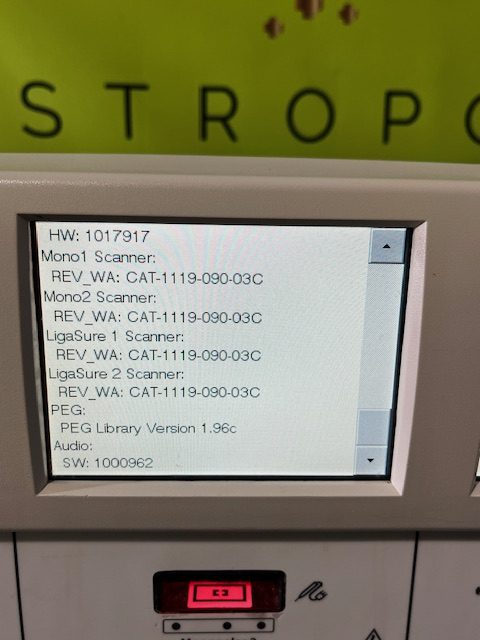 STROPO
HW: 1017917
Mono1 Scanner:
REV_WA: CAT-1119-090-03C
Mono2 Scanner:
REV_WA: CAT-1119-090-03C
LigaSure 1 Scanner:
REV_WA: CAT-1119-090-03C
LigaSure 2 Scanner:
REV_WA: CAT-1119-090-03C
PEG:
PEG Library Version 1.96c
Audio:
SW: 1000962